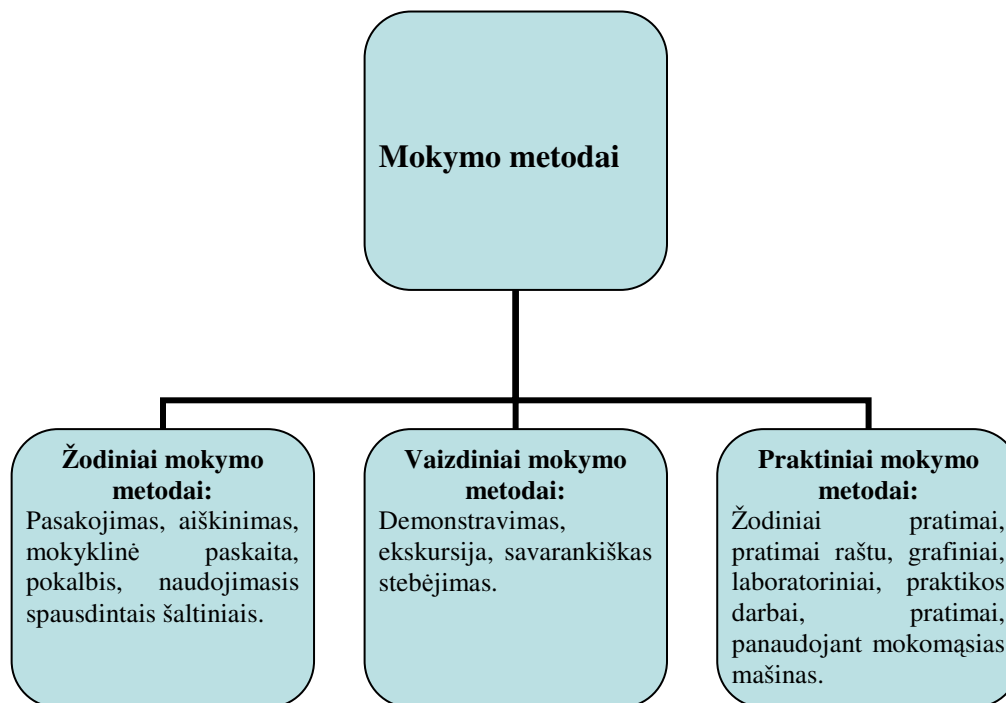 Mokymo metodai
Žodiniai mokymo
metodai:
Pasakojimas, aiškinimas,
mokyklinė paskaita,
pokalbis, naudojimasis
spausdintais šaltiniais.
Vaizdiniai mokymo
metodai:
Demonstravimas,
ekskursija, savarankiškas
stebėjimas.
Praktiniai mokymo
metodai:
Žodiniai pratimai,
pratimai raštu, grafiniai,
laboratoriniai, praktikos
darbai, pratimai,
panaudojant mokomąsias
mašinas.